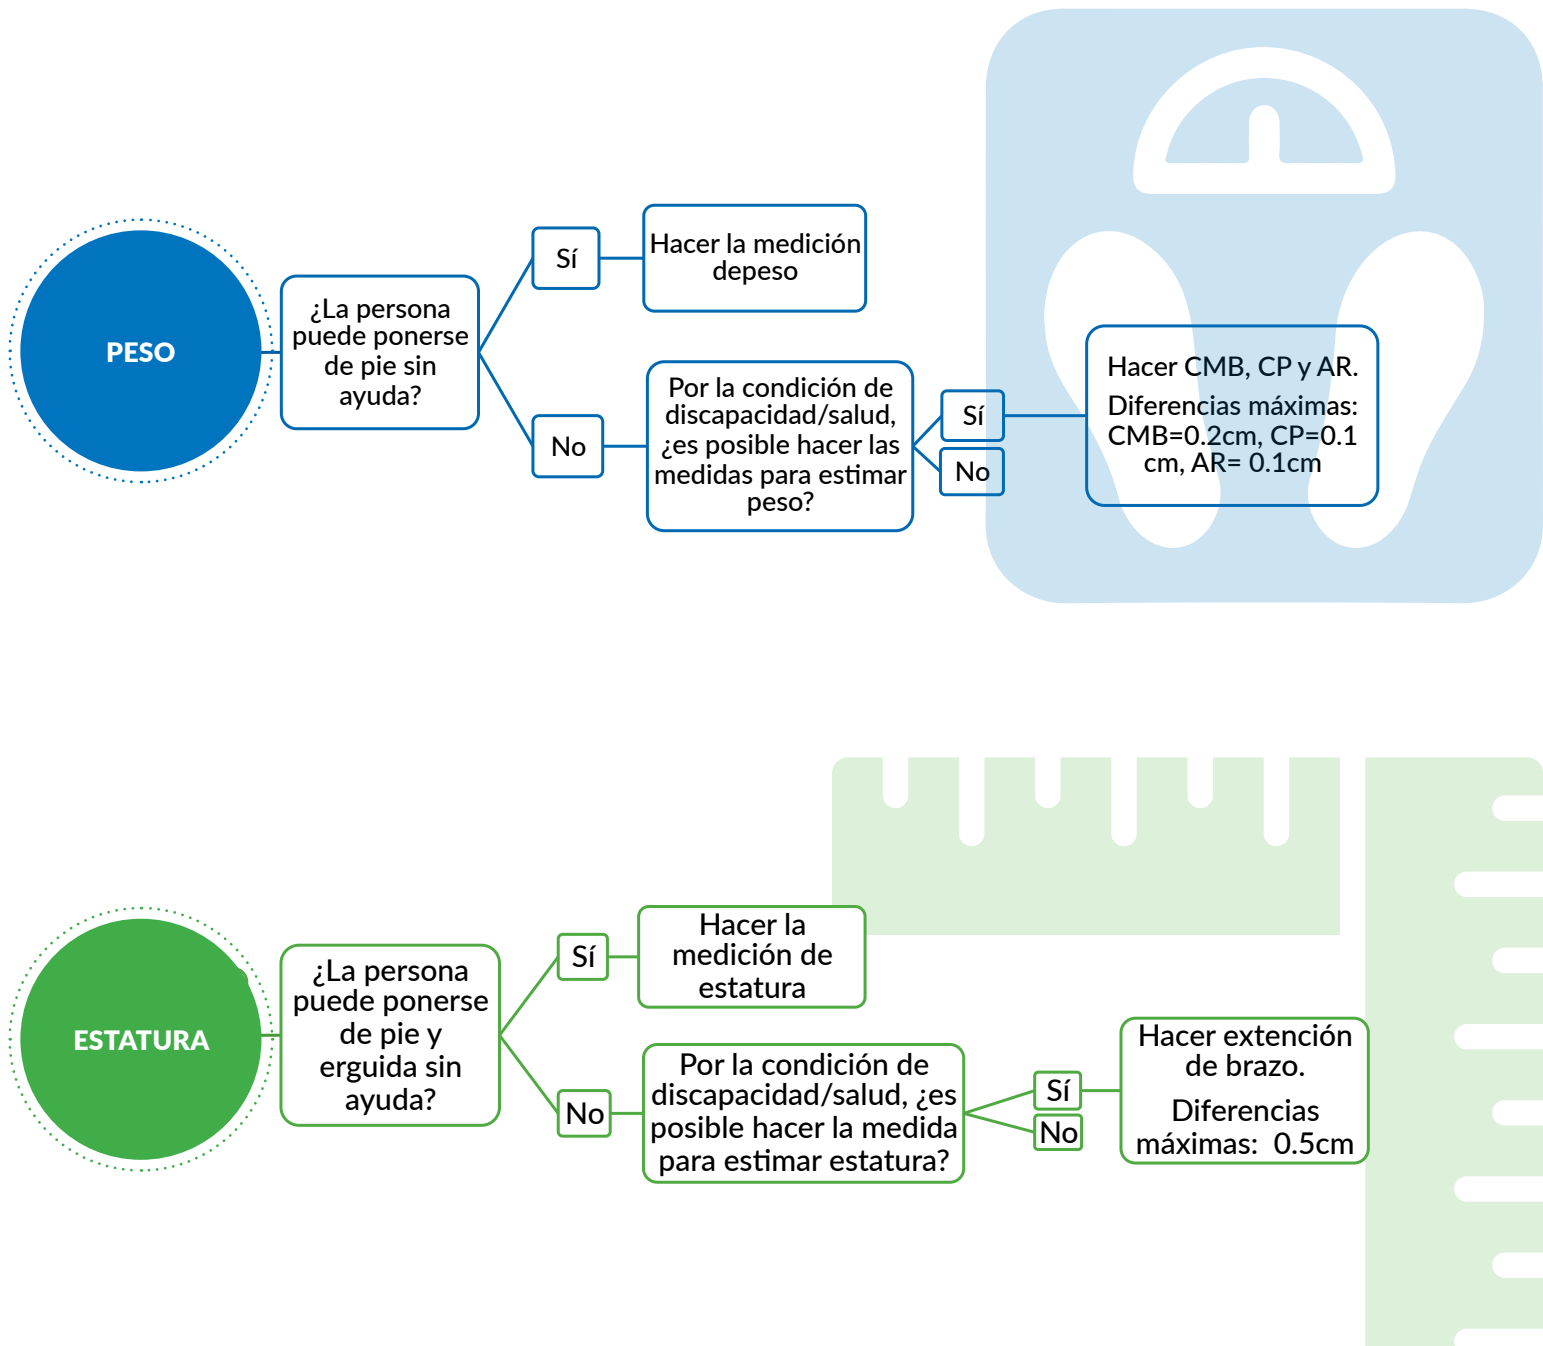 PESO
¿La persona
puede ponerse
de pie sin
ayuda?
Sí
Hacer la medición
depeso
No
Por la condición de
discapacidad/salud,
¿es posible hacer las
medidas para estimar
peso?
Sí
No
Hacer CMB, CP y AR.
Diferencias máximas:
CMB=0.2cm, CP=0.1
cm, AR= 0.1cm
ESTATURA
¿La persona
puede ponerse
de pie y
erguida sin
ayuda?
Sí
Hacer la
medición de
estatura
No
Por la condición de
discapacidad/salud, ¿es
posible hacer la medida
para estimar estatura?
Sí
No
Hacer extención
de brazo.
Diferencias
máximas:  0.5cm